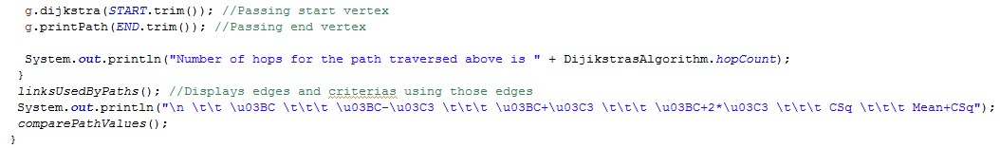 g.dijkstra(START.trim()); //Passing start vertex
g.printPath(END.trim()); //Passing end vertex
System.out.println("Number of hops for the path traversed above is " + DijikstrasAlgorithm.hopCount);
}
linksUsedByPaths(); //Displays edges and criterias using those edges
System.out.println("\n \t\t \u03BC \t\t\t \u03BC-\u03C3 \t\t\t \u03BC+\u03C3 \t\t\t \u03BC+2*\u03C3 \t\t\t CSq \t\t\t Mean+CSq");
comparePathValues();
}